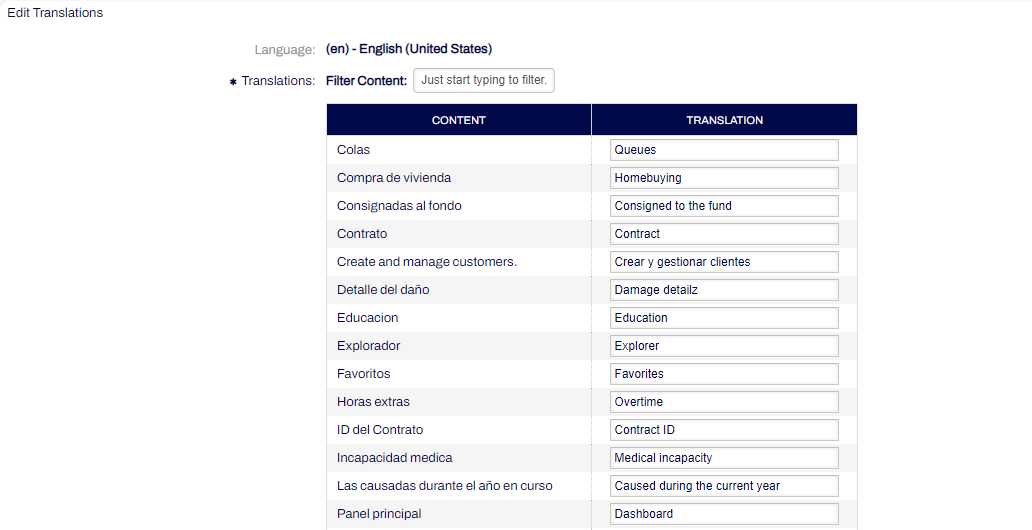 Edit Translations
Language: (en) - English (United States)
✱ Translations: Filter Content: Just start typing to filter.
CONTENT TRANSLATION
Colas Queues
Compra de vivienda Homebuying
Consignadas al fondo Consigned to the fund
Contrato Contract
Create and manage customers. Crear y gestionar clientes
Detalle del daño Damage detailz
Educacion Education
Explorador Explorer
Favoritos Favorites
Horas extras Overtime
ID del Contrato Contract ID
Incapacidad medica Medical incapacity
Las causadas durante el año en curso Caused during the current year
Panel principal Dashboard